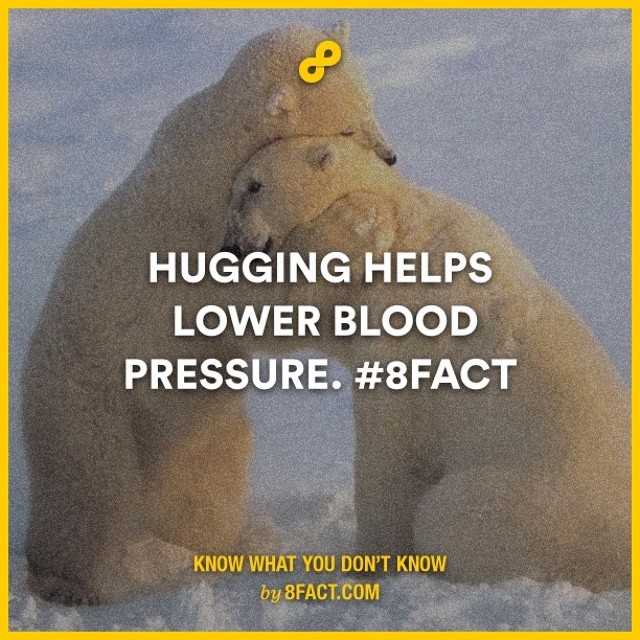 HUGGING HELPS
LOWER BLOOD
PRESSURE. #8FACT
KNOW WHAT YOU DON'T KNOW
by 8FACT.COM